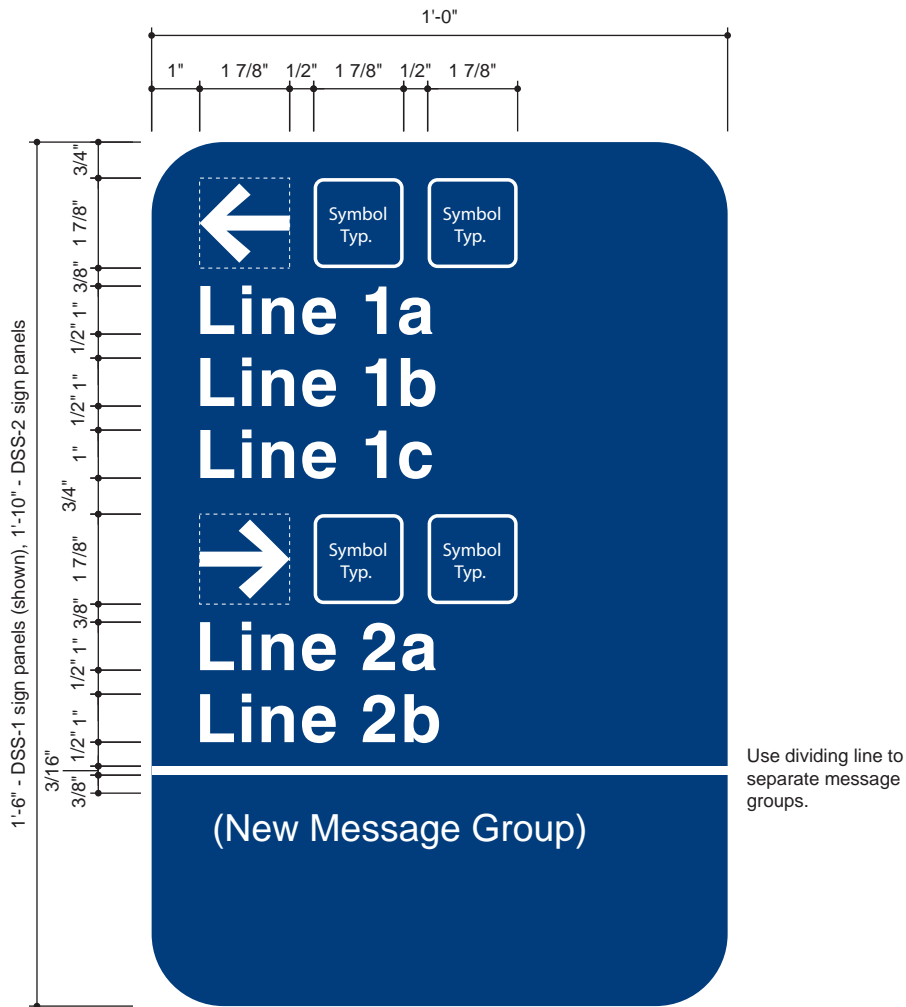 1'-0"
1" 1 7/8" 1/2" 1 7/8" 1/2" 1 7/8"
3/4"
1 7/8"
3/8"
1"
1/2"
1"
1/2"
1"
3/4"
1 7/8"
3/8"
1"
1/2"
1"
1/2"
3/16"
3/8"
1'-6" - DSS-1 sign panels (shown), 1'-10" - DSS-2 sign panels
Symbol
Typ.
Symbol
Typ.
Line 1a
Line 1b
Line 1c
Symbol
Typ.
Symbol
Typ.
Line 2a
Line 2b
(New Message Group)
Use dividing line to
separate message
groups.